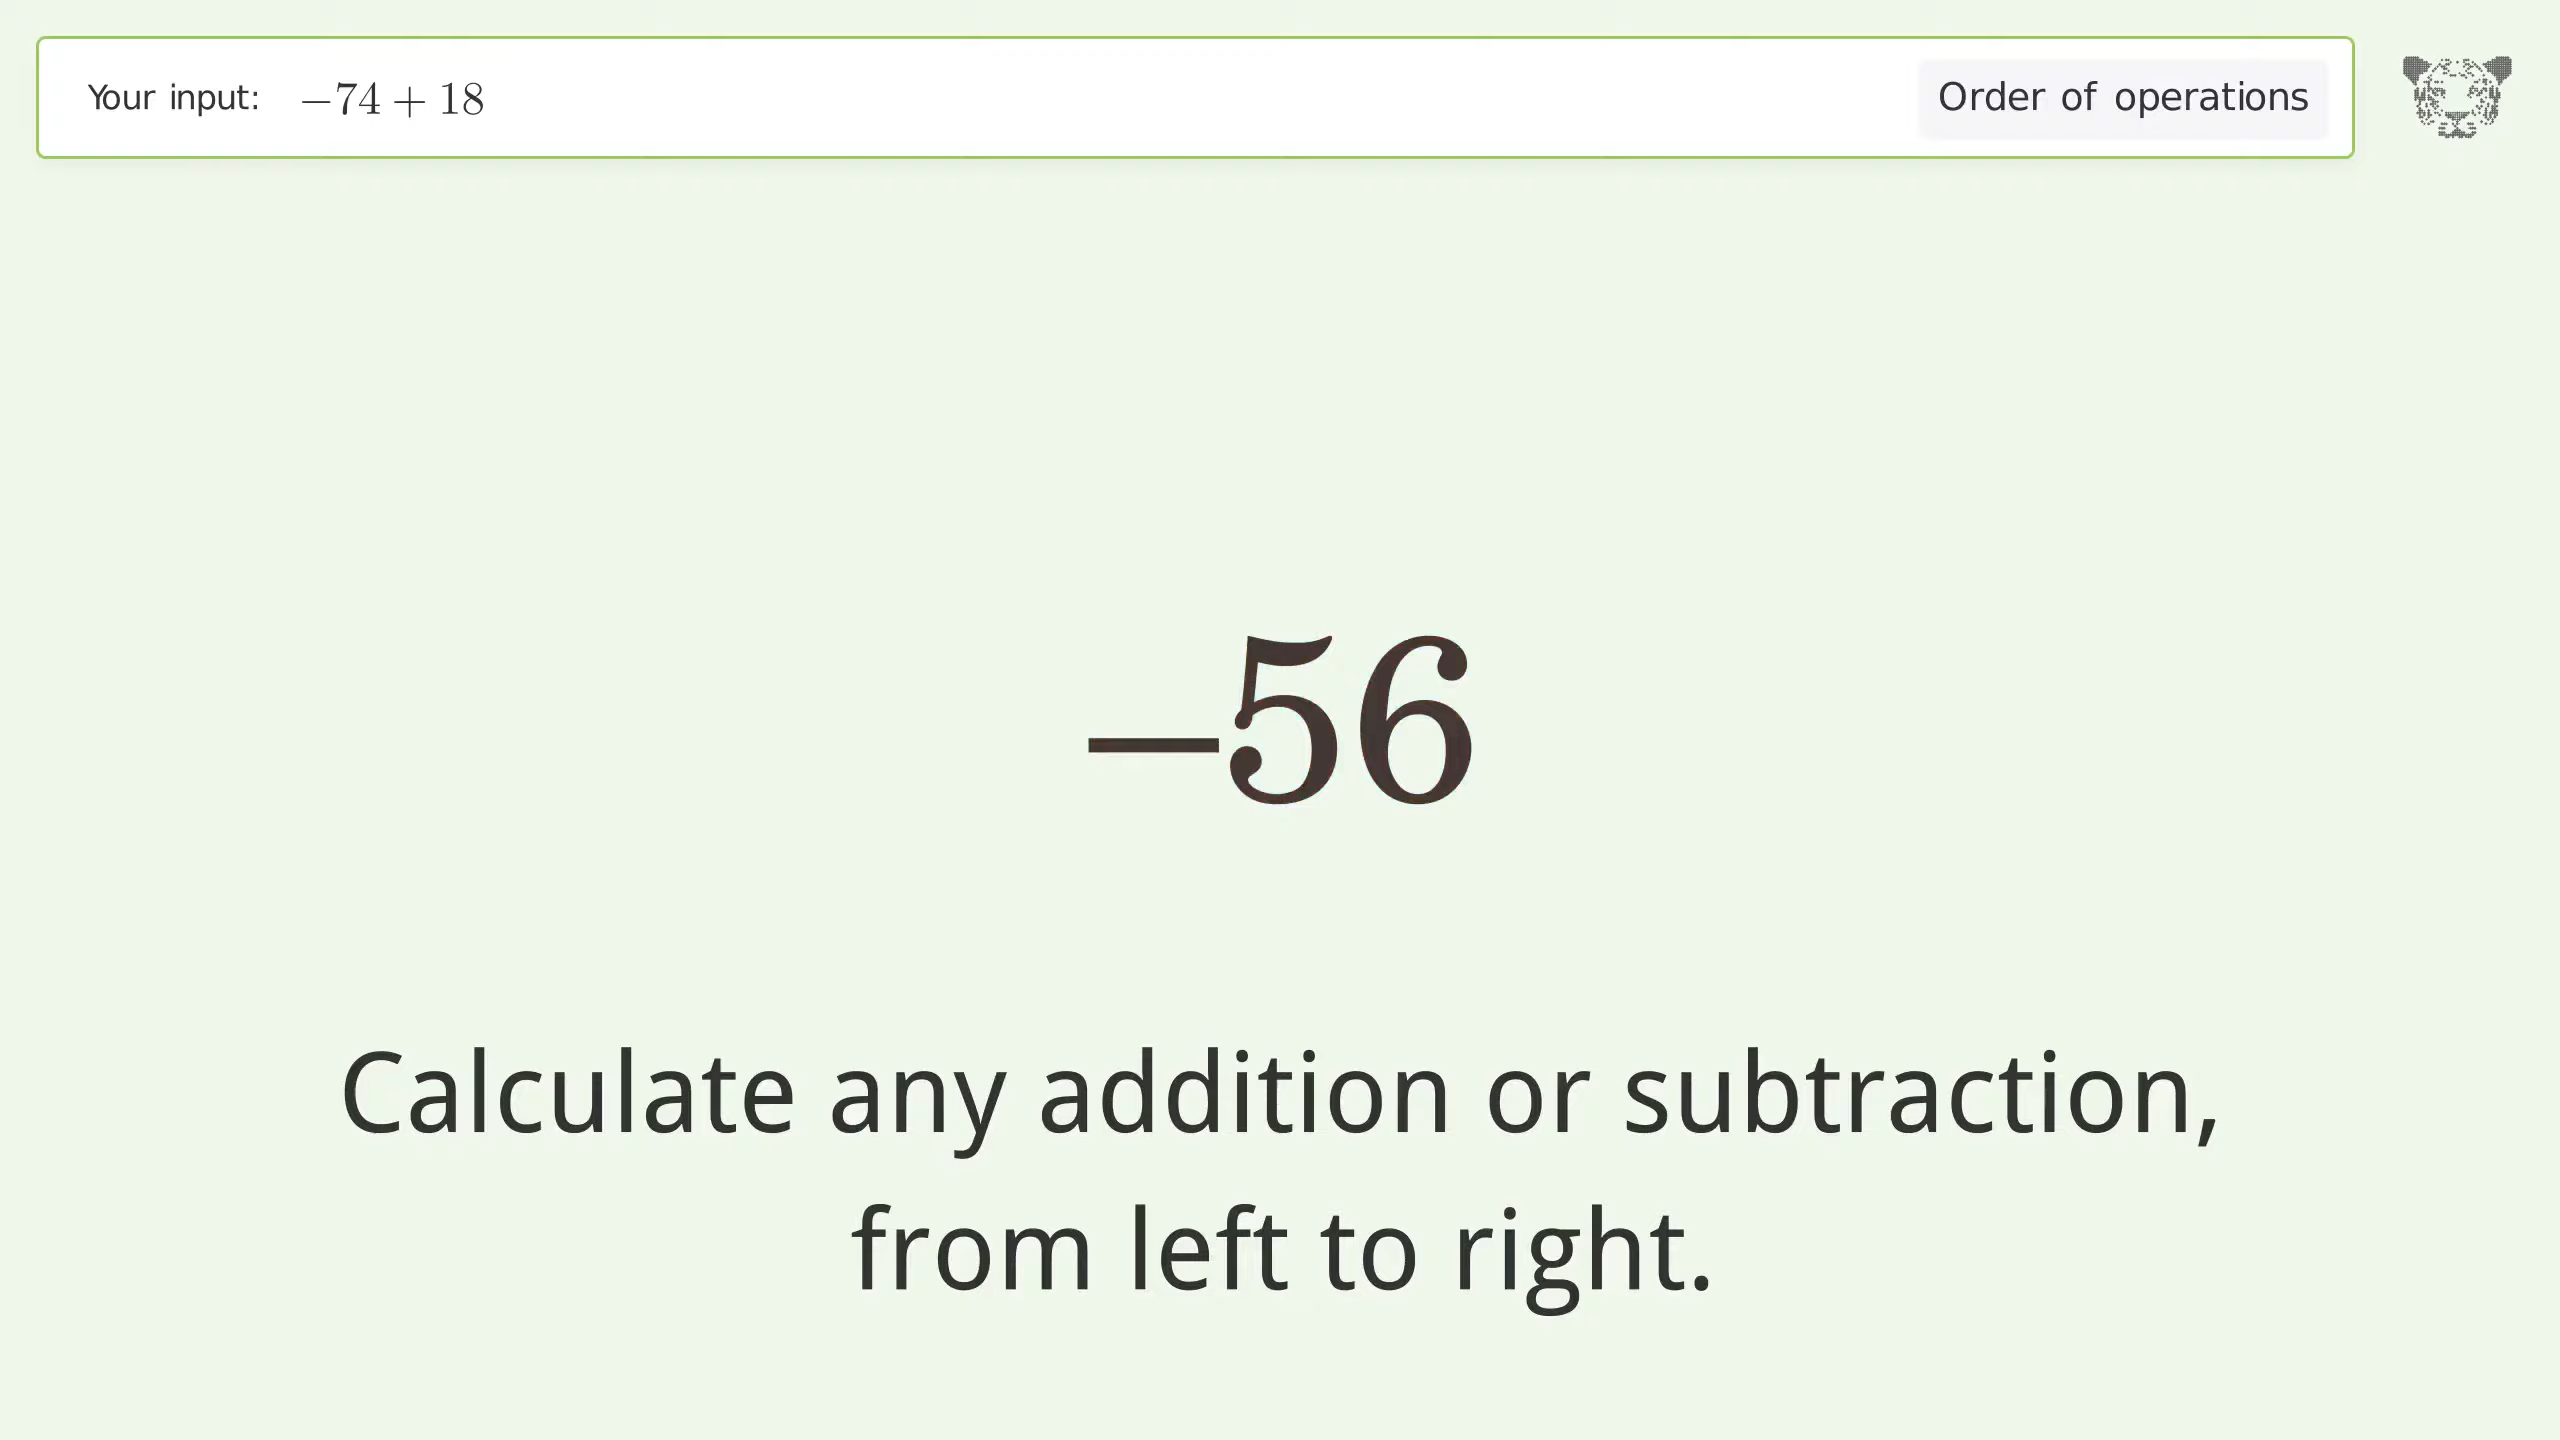 Your input: −74 + 18 Order of operations
−56
Calculate any addition or subtraction,
from left to right.